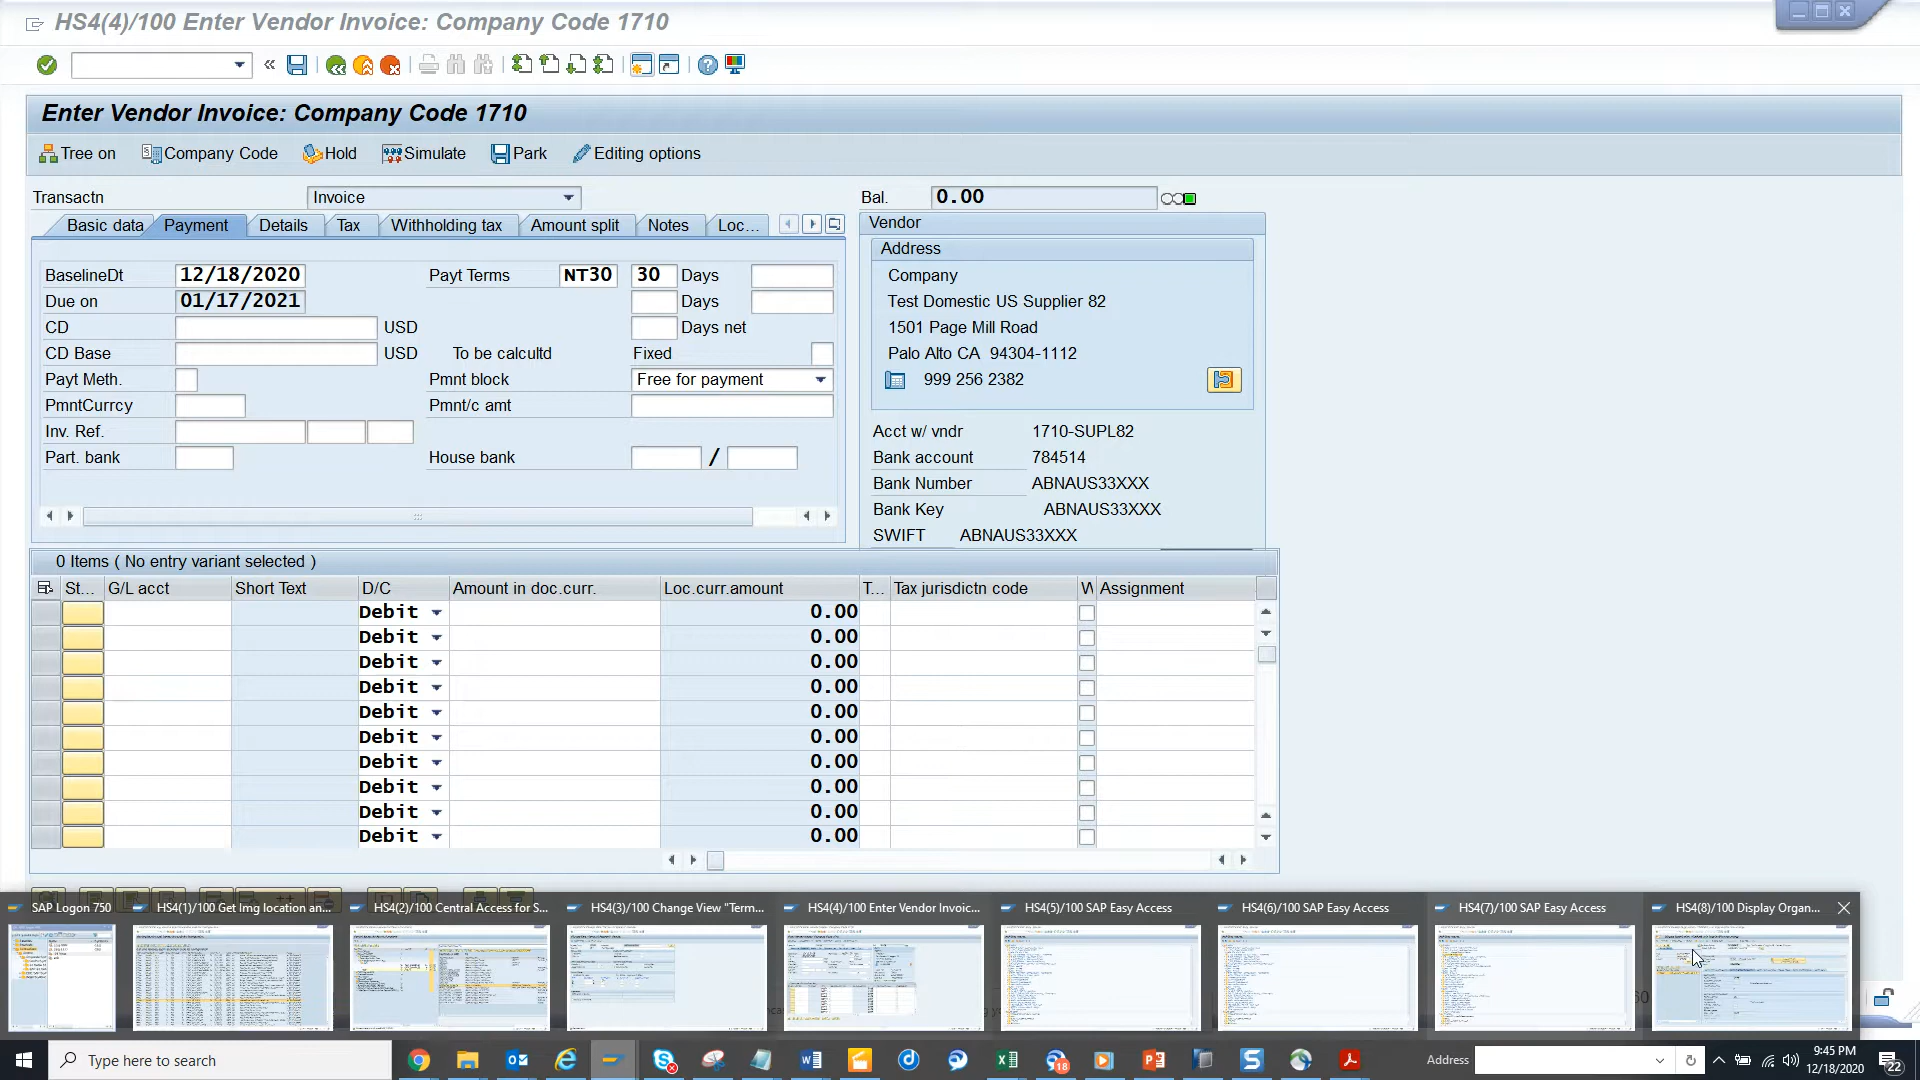 HS4(4)/100 Enter Vendor Invoice: Company Code 1710
Enter Vendor Invoice: Company Code 1710
Tree on Company Code Hold Simulate Park Editing options
Transactn Invoice Bal. 0.00
Basic data Payment Details Tax Withholding tax Amount split Notes Loc...
Vendor
Address
BaselineDt 12/18/2020 Payt Terms NT30 30 Days
Due on 01/17/2021 Days
CD USD Days net
CD Base USD To be calcultd Fixed
Payt Meth. Pmnt block Free for payment
PmntCurrcy Pmnt/c amt
Inv. Ref.
Part. bank House bank /
Company
Test Domestic US Supplier 82
1501 Page Mill Road
Palo Alto CA 94304-1112
999 256 2382
Acct w/ vndr 1710-SUPL82
Bank account 784514
Bank Number ABNAUS33XXX
Bank Key ABNAUS33XXX
SWIFT ABNAUS33XXX
0 Items ( No entry variant selected )
St... G/L acct Short Text D/C Amount in doc.curr. Loc.curr.amount T... Tax jurisdictn code W Assignment
Debit 0.00
Debit 0.00
Debit 0.00
Debit 0.00
Debit 0.00
Debit 0.00
Debit 0.00
Debit 0.00
Debit 0.00
Debit 0.00
SAP Logon 750 HS4(1)/100 Get Img location an... HS4(2)/100 Central Access for S... HS4(3)/100 Change View "Term... HS4(4)/100 Enter Vendor Invoic... HS4(5)/100 SAP Easy Access HS4(6)/100 SAP Easy Access HS4(7)/100 SAP Easy Access HS4(8)/100 Display Organ...
Type here to search
18
Address
9:45 PM
12/18/2020
22